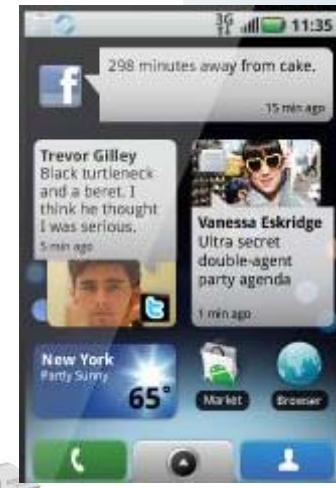 3G 11:35
298 minutes away from cake.
15 min ago
Trevor Gilley
Black turtleneck
and a beret. I
think he thought
I was serious.
5 min ago
Vanessa Eskridge
Ultra secret
double-agent
party agenda
1 min ago
New York
Partly Sunny
65°
Market
Browser